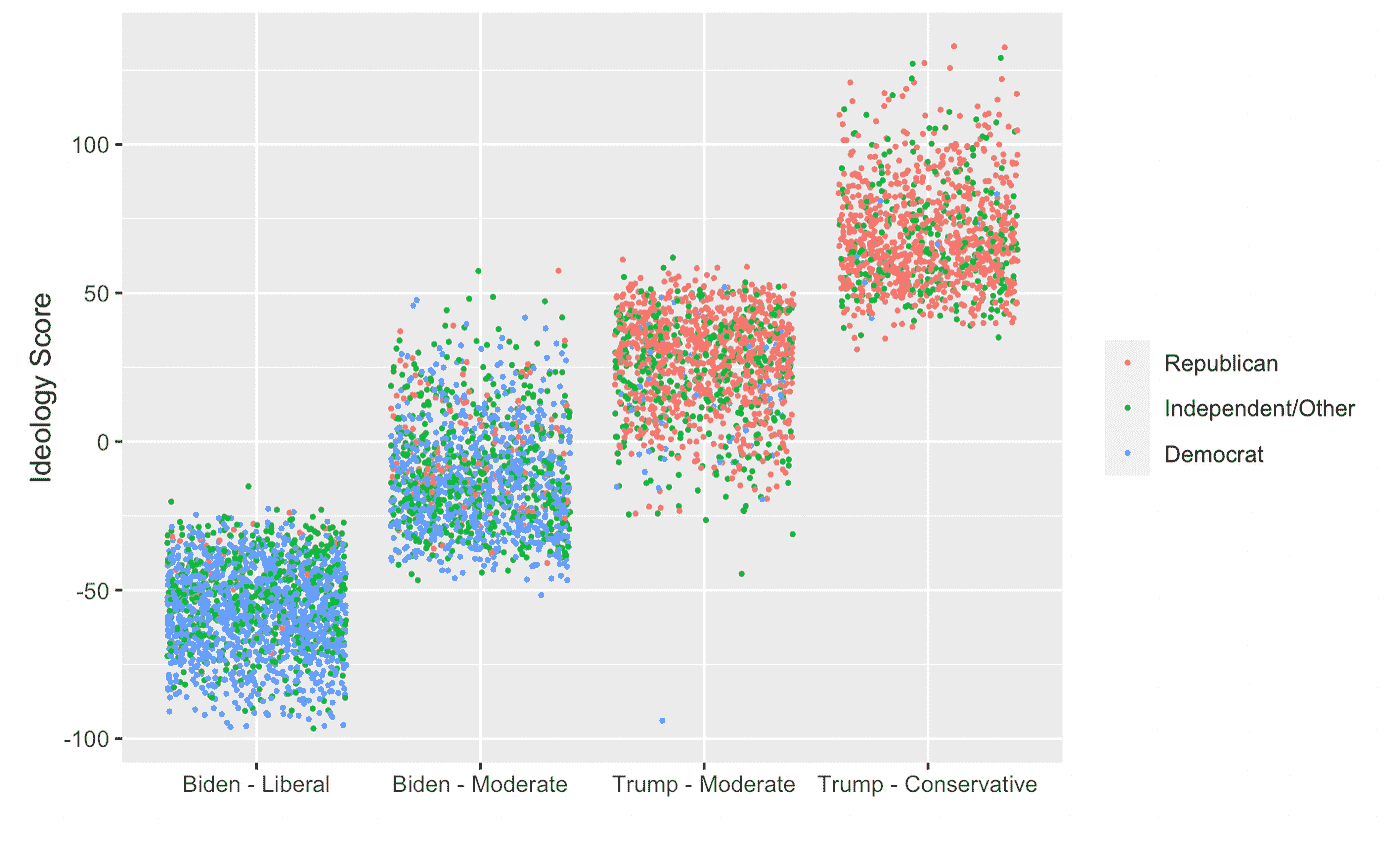 Ideology Score
100
50
0
-50
-100
Biden - Liberal
Biden - Moderate
Trump - Moderate
Trump - Conservative
Republican
Independent/Other
Democrat